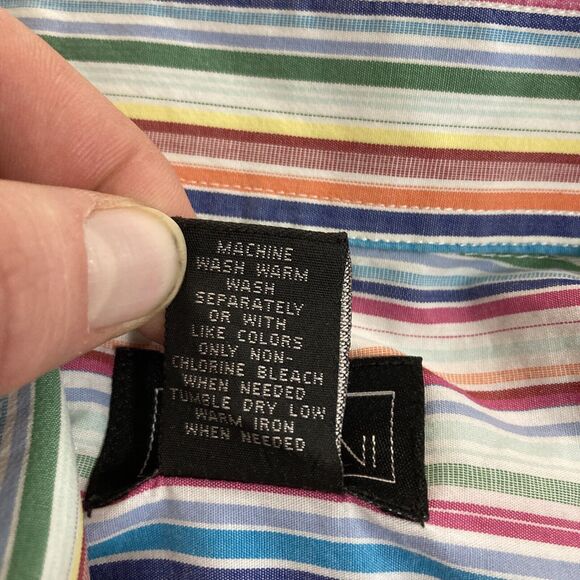 MACHINE
WASH WARM
WASH
SEPARATELY
OR WITH
LIKE COLORS
ONLY NON-
CHLORINE BLEACH
WHEN NEEDED
TUMBLE DRY LOW
WARM IRON
WHEN NEEDED